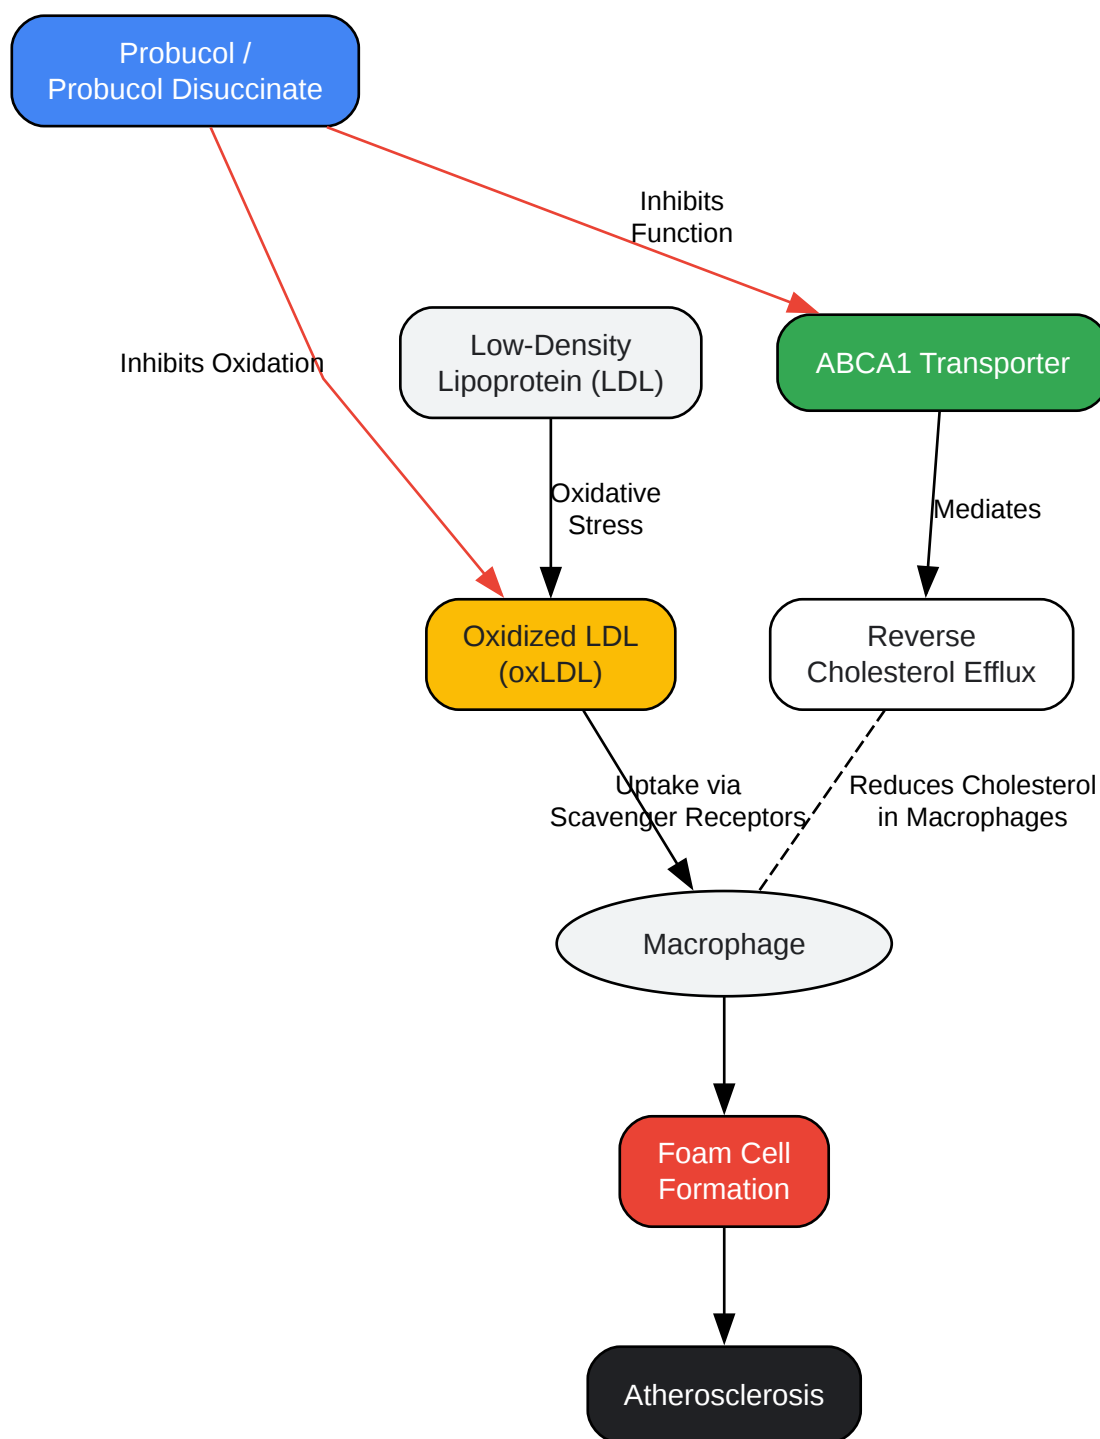 Probucol /
Probucol Disuccinate
Inhibits
Function
Inhibits Oxidation
Low-Density
Lipoprotein (LDL)
ABCA1 Transporter
Oxidative
Stress
Mediates
Oxidized LDL
(oxLDL)
Reverse
Cholesterol Efflux
Uptake via
Scavenger Receptors
Reduces Cholesterol
in Macrophages
Macrophage
Foam Cell
Formation
Atherosclerosis